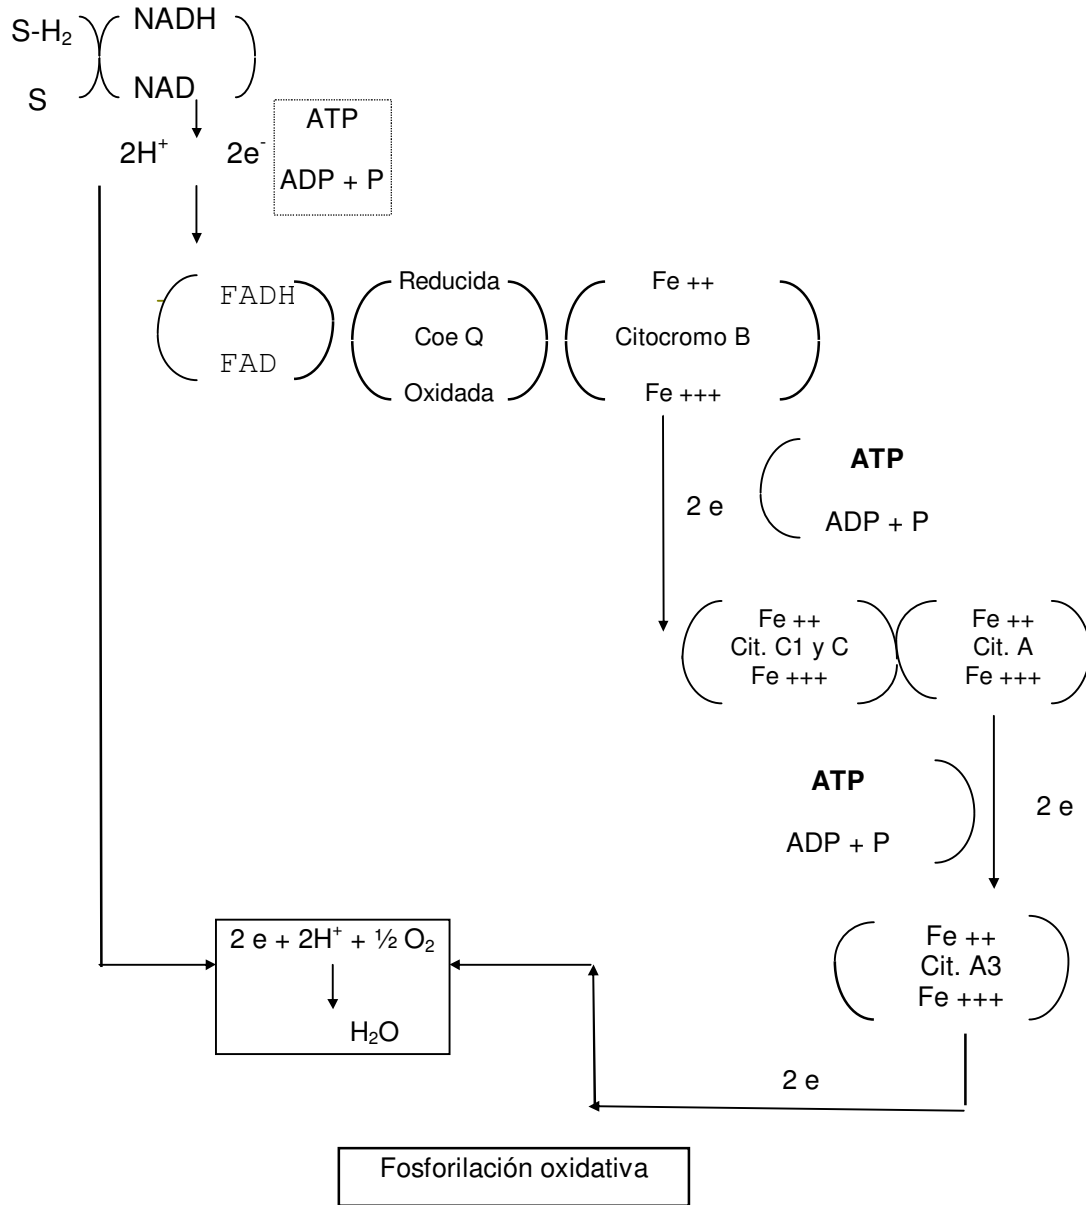 S-H₂
NADH
S
NAD
2H⁺
2e⁻
ATP
ADP + P
FADH
FAD
Reducida
Coe Q
Oxidada
Fe ++
Citocromo B
Fe +++
2 e
ATP
ADP + P
Fe ++
Cit. C1 y C
Fe +++
Fe ++
Cit. A
Fe +++
ATP
ADP + P
2 e
Fe ++
Cit. A3
Fe +++
2 e + 2H⁺ + ½ O₂
H₂O
2 e
Fosforilación oxidativa